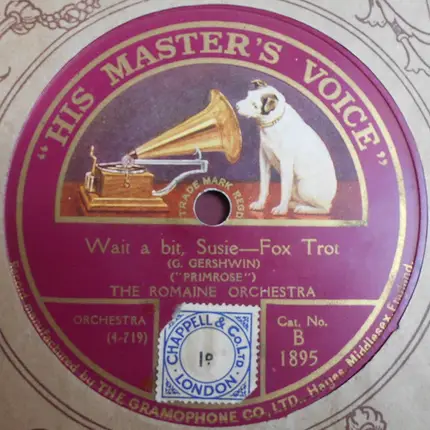 "HIS MASTER'S VOICE"
TRADE MARK REGD
Wait a bit, Susie—Fox Trot
(G. GERSHWIN)
("PRIMROSE")
THE ROMAINE ORCHESTRA
ORCHESTRA
(4-719)
CHAPPELL & CO LTD
1D
LONDON.
Cat. No.
B
1895
Record manufactured by THE GRAMOPHONE CO., LTD., Hayes, Middlesex, England.